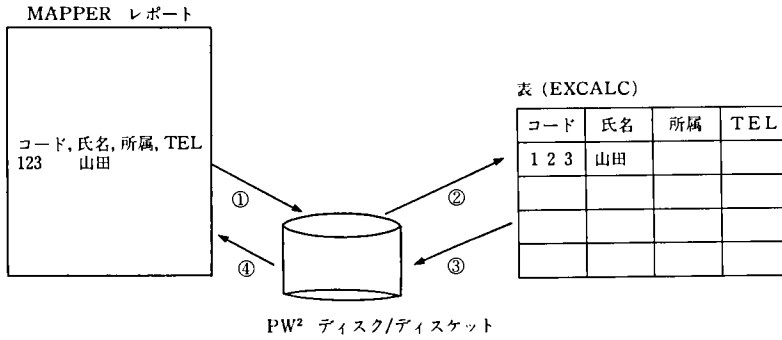 MAPPER レポート
コード, 氏名, 所属, TEL
123 山田
①
②
③
④
表 (EXCALC)
コード 氏名 所属 TEL
1 2 3 山田
PW² ディスク/ディスケット